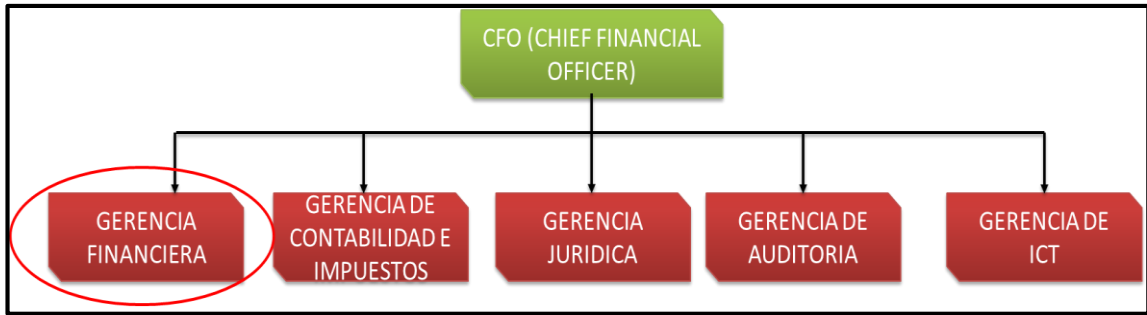 CFO (CHIEF FINANCIAL
OFFICER)
GERENCIA
FINANCIERA
GERENCIA DE
CONTABILIDAD E
IMPUESTOS
GERENCIA
JURIDICA
GERENCIA DE
AUDITORIA
GERENCIA DE
ICT